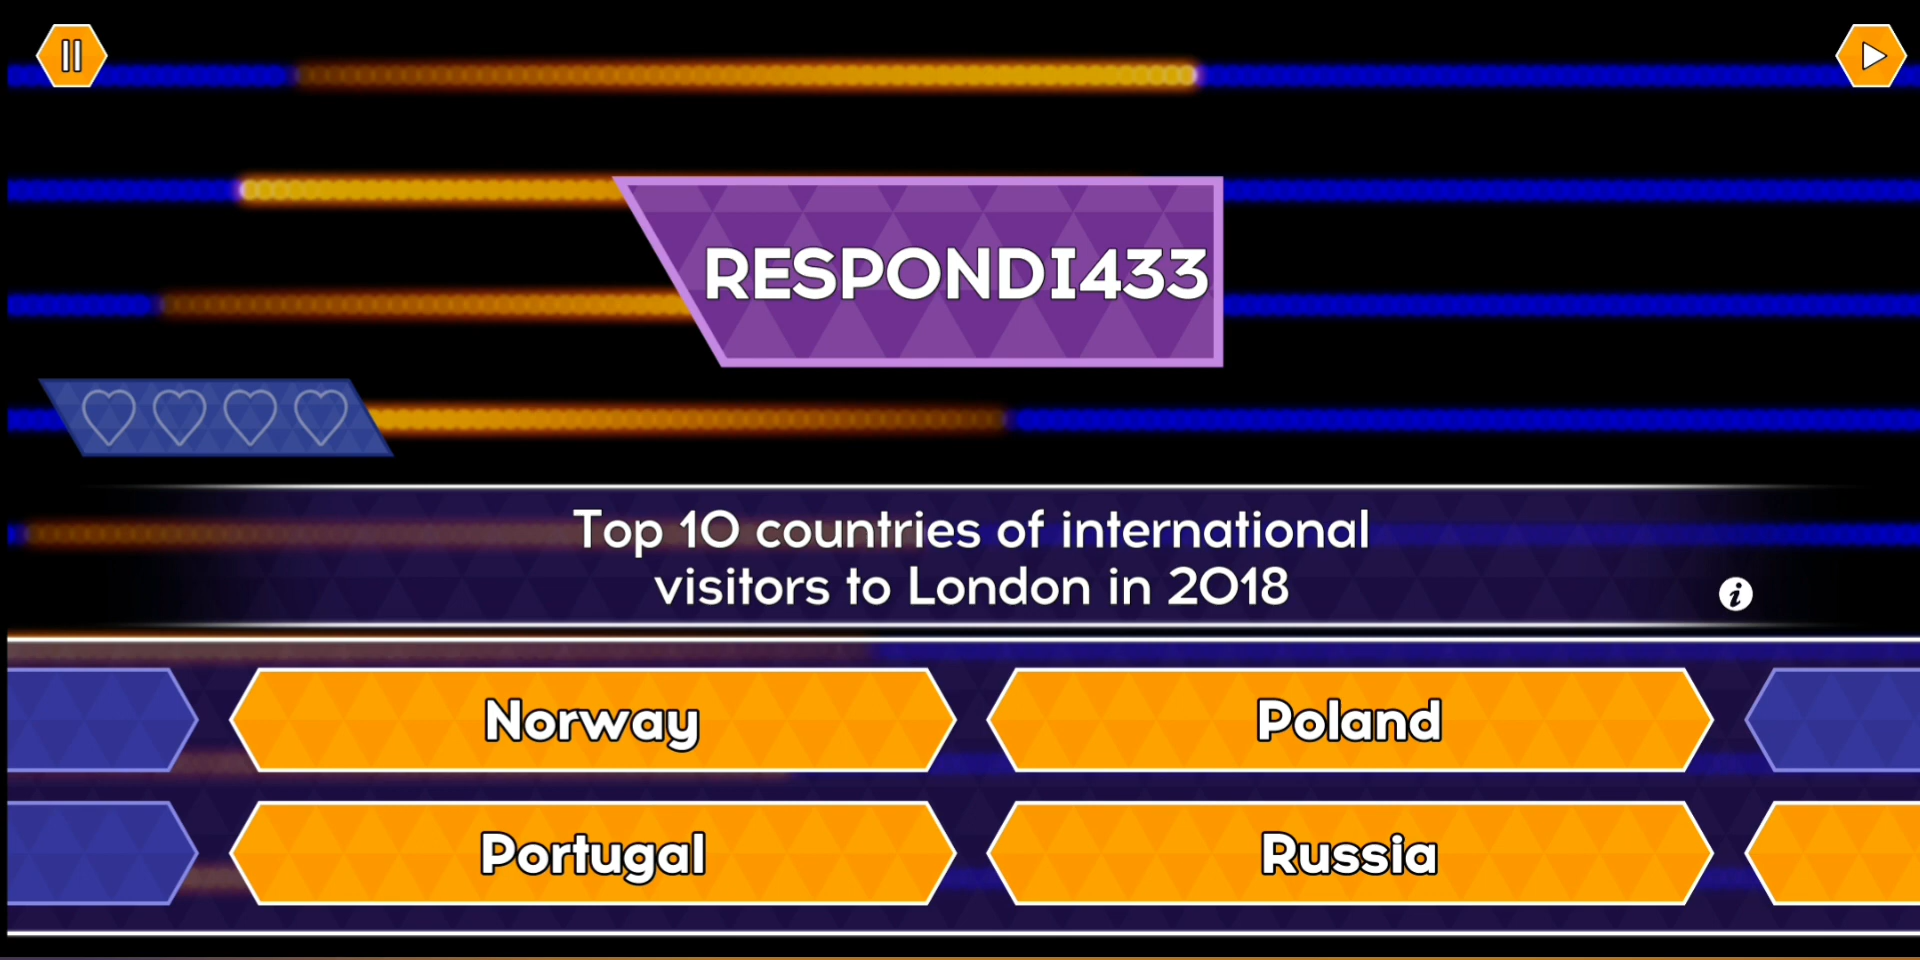 RESPONDI433
Top 10 countries of international
visitors to London in 2018
Norway
Poland
Portugal
Russia